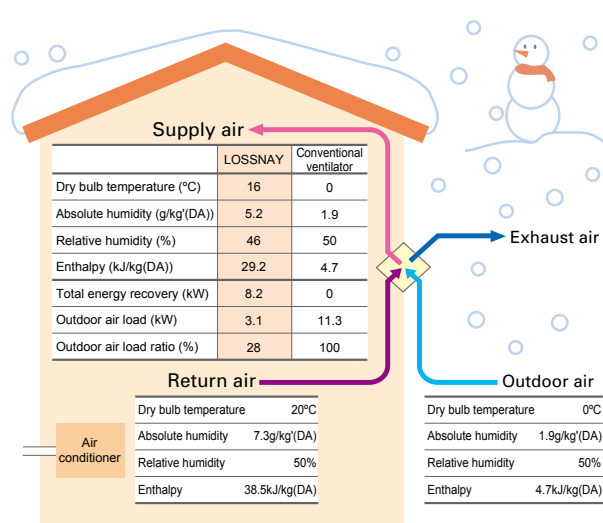 Supply air
LOSSNAY Conventional
ventilator
Dry bulb temperature (ºC) 16 0
Absolute humidity (g/kg'(DA)) 5.2 1.9
Relative humidity (%) 46 50
Enthalpy (kJ/kg(DA)) 29.2 4.7
Total energy recovery (kW) 8.2 0
Outdoor air load (kW) 3.1 11.3
Outdoor air load ratio (%) 28 100
Exhaust air
Return air
Dry bulb temperature 20ºC
Absolute humidity 7.3g/kg'(DA)
Relative humidity 50%
Enthalpy 38.5kJ/kg(DA)
Outdoor air
Dry bulb temperature 0ºC
Absolute humidity 1.9g/kg'(DA)
Relative humidity 50%
Enthalpy 4.7kJ/kg(DA)
Air
conditioner